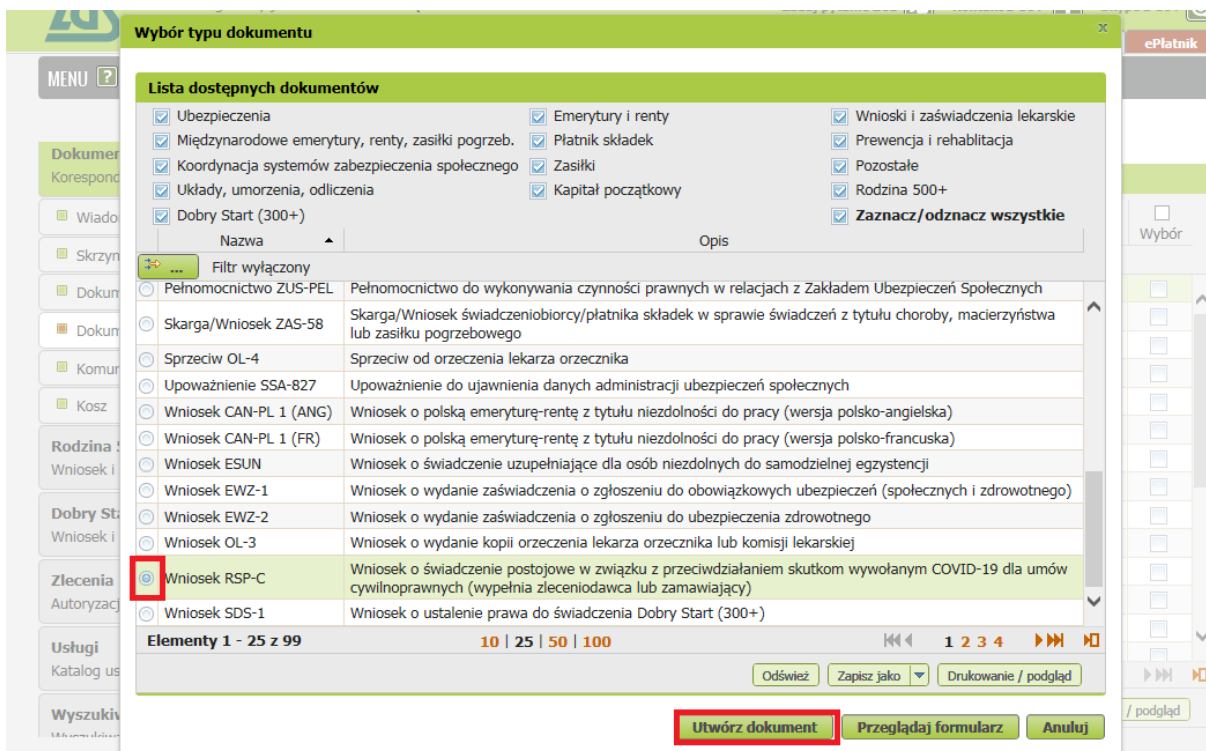 Wybór typu dokumentu x
ePłatnik
MENU ?
Lista dostępnych dokumentów
Ubezpieczenia Emerytury i renty Wnioski i zaświadczenia lekarskie
Międzynarodowe emerytury, renty, zasiłki pogrzeb. Płatnik składek Prewencja i rehablitacja
Koordynacja systemów zabezpieczenia społecznego Zasiłki Pozostałe
Układy, umorzenia, odliczenia Kapitał początkowy Rodzina 500+
Dobry Start (300+) Zaznacz/odznacz wszystkie
Nazwa Opis
... Filtr wyłączony
Pełnomocnictwo ZUS-PEL Pełnomocnictwo do wykonywania czynności prawnych w relacjach z Zakładem Ubezpieczeń Społecznych
Skarga/Wniosek ZAS-58 Skarga/Wniosek świadczeniobiorcy/płatnika składek w sprawie świadczeń z tytułu choroby, macierzyństwa
lub zasiłku pogrzebowego
Sprzeciw OL-4 Sprzeciw od orzeczenia lekarza orzecznika
Upoważnienie SSA-827 Upoważnienie do ujawnienia danych administracji ubezpieczeń społecznych
Wniosek CAN-PL 1 (ANG) Wniosek o polską emeryturę-rentę z tytułu niezdolności do pracy (wersja polsko-angielska)
Wniosek CAN-PL 1 (FR) Wniosek o polską emeryturę-rentę z tytułu niezdolności do pracy (wersja polsko-francuska)
Wniosek ESUN Wniosek o świadczenie uzupełniające dla osób niezdolnych do samodzielnej egzystencji
Wniosek EWZ-1 Wniosek o wydanie zaświadczenia o zgłoszeniu do obowiązkowych ubezpieczeń (społecznych i zdrowotnego)
Wniosek EWZ-2 Wniosek o wydanie zaświadczenia o zgłoszeniu do ubezpieczenia zdrowotnego
Wniosek OL-3 Wniosek o wydanie kopii orzeczenia lekarza orzecznika lub komisji lekarskiej
Wniosek RSP-C Wniosek o świadczenie postojowe w związku z przeciwdziałaniem skutkom wywołanym COVID-19 dla umów
cywilnoprawnych (wypełnia zleceniodawca lub zamawiający)
Wniosek SDS-1 Wniosek o ustalenie prawa do świadczenia Dobry Start (300+)
Elementy 1 - 25 z 99 10 | 25 | 50 | 100 1 2 3 4
Odśwież Zapisz jako Drukowanie / podgląd
Utwórz dokument Przeglądaj formularz Anuluj
Dokumen
Korespond
Wiado
Skrzyn
Dokum
Dokum
Komun
Kosz
Rodzina
Wniosek i
Dobry Sta
Wniosek i
Zlecenia
Autoryzacj
Usługi
Katalog us
Wyszukiw
Wybór
/ podgląd